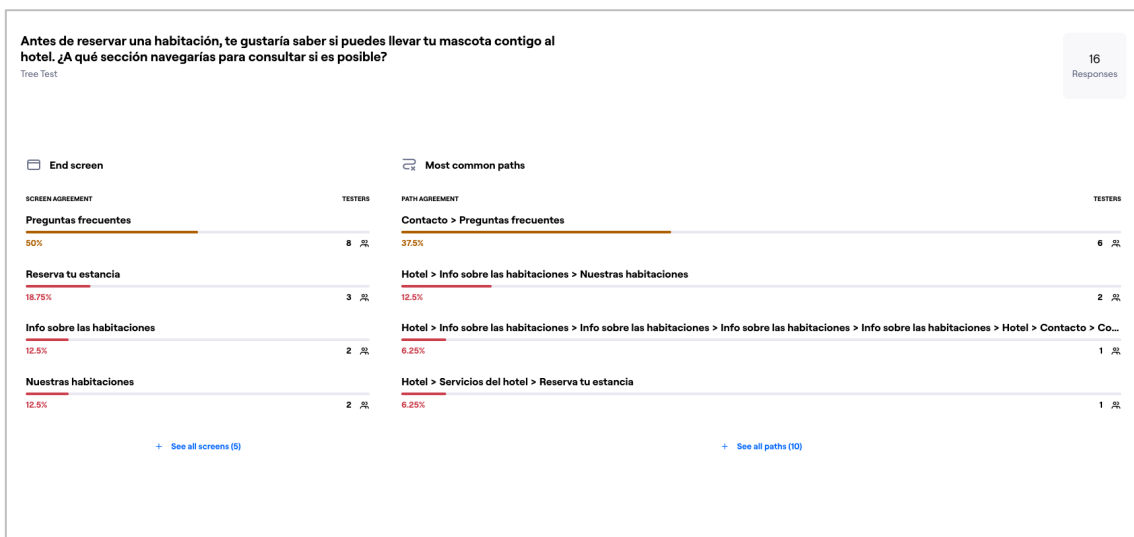 Antes de reservar una habitación, te gustaría saber si puedes llevar tu mascota contigo al
hotel. ¿A qué sección navegarías para consultar si es posible?
Tree Test
16
Responses
End screen
SCREEN AGREEMENT TESTERS
Preguntas frecuentes
50% 8
Reserva tu estancia
18.75% 3
Info sobre las habitaciones
12.5% 2
Nuestras habitaciones
12.5% 2
+ See all screens (5)
Most common paths
PATH AGREEMENT TESTERS
Contacto > Preguntas frecuentes
37.5% 6
Hotel > Info sobre las habitaciones > Nuestras habitaciones
12.5% 2
Hotel > Info sobre las habitaciones > Info sobre las habitaciones > Info sobre las habitaciones > Info sobre las habitaciones > Hotel > Contacto > Co...
6.25% 1
Hotel > Servicios del hotel > Reserva tu estancia
6.25% 1
+ See all paths (10)